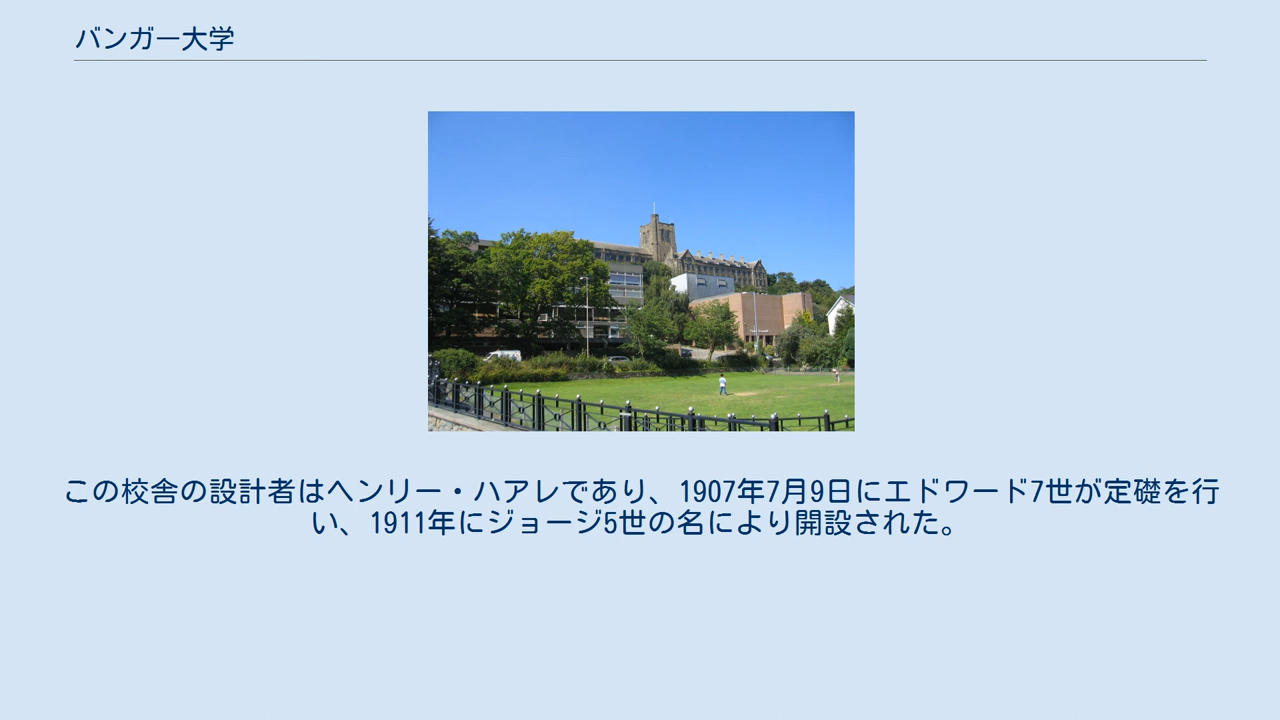 バンガー大学
この校舎の設計者はヘンリー・ハアレであり、1907年7月9日にエドワード7世が定礎を行
い、1911年にジョージ5世の名により開設された。